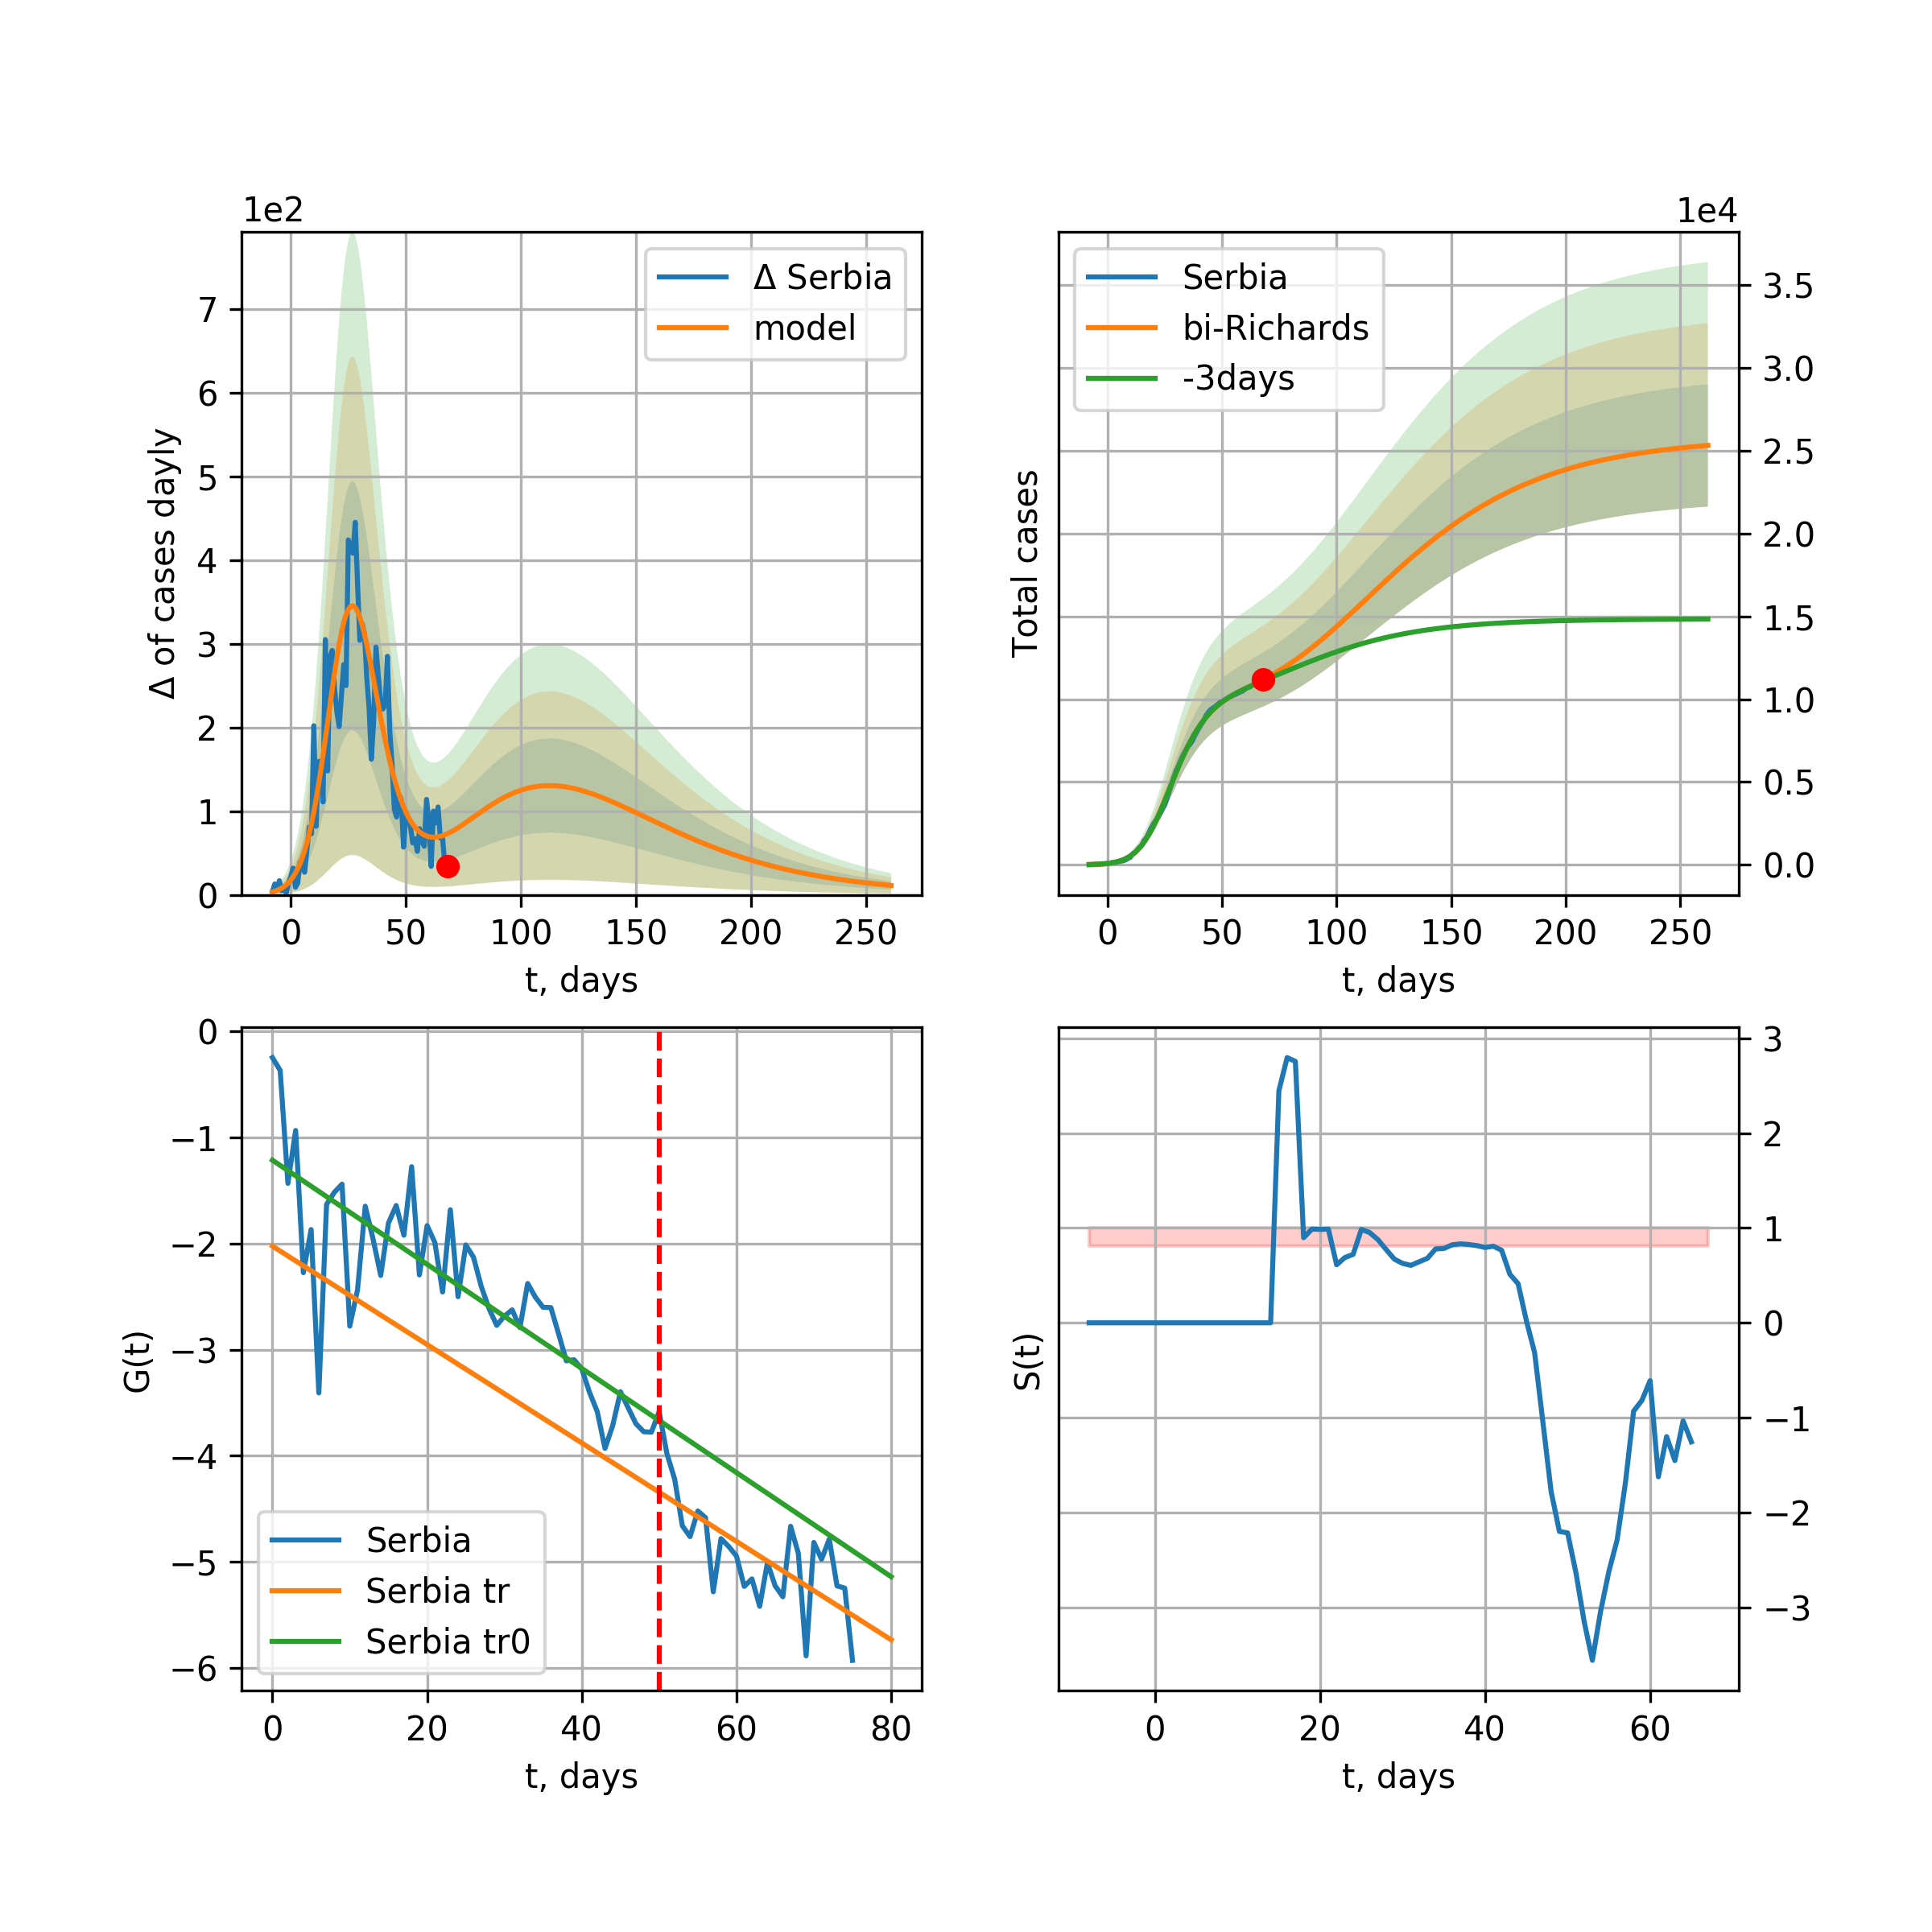 1e2
Δ of cases dayly
7
6
5
4
3
2
1
0
Δ Serbia
model
0 50 100 150 200 250
t, days
1e4
Total cases
Serbia
bi-Richards
-3days
3.5
3.0
2.5
2.0
1.5
1.0
0.5
0.0
0 50 100 150 200 250
t, days
G(t)
0
−1
−2
−3
−4
−5
−6
Serbia
Serbia tr
Serbia tr0
0 20 40 60 80
t, days
S(t)
3
2
1
0
−1
−2
−3
0 20 40 60
t, days